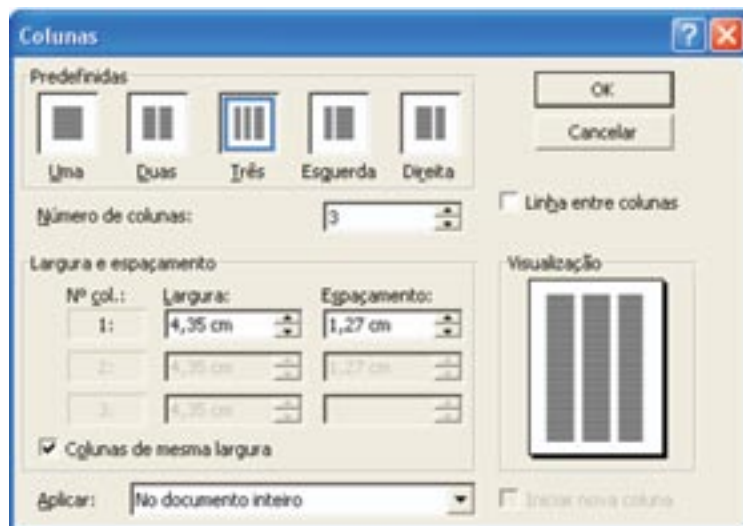 Colunas
Predefinidas
Uma Duas Três Esquerda Direita
OK
Cancelar
Número de colunas: 3
Linha entre colunas
Largura e espaçamento
Nº col.: Largura: Espaçamento:
1: 4,35 cm 1,27 cm
2: 4,35 cm 1,27 cm
3: 4,35 cm
Colunas de mesma largura
Visualização
Aplicar: No documento inteiro
Iniciar nova coluna